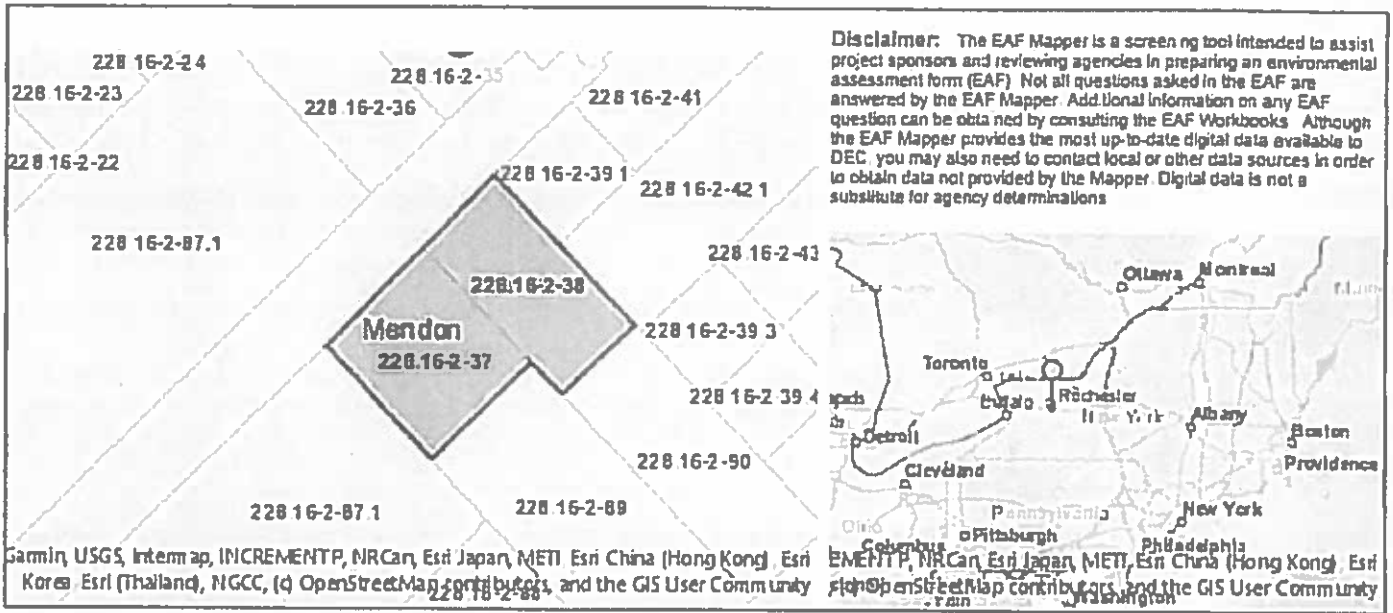 228 16-2-24
228 16-2-35
228 16-2-23
228 16-2-36
228 16-2-41
228 16-2-22
228 16-2-39 1
228 16-2-42 1
228 16-2-87.1
228 16-2-43
228.16-2-38
Mendon
228 16-2-39 3
228.16-2-37
228 16-2-39.4
228 16-2-90
228 16-2-87.1
228 16-2-89
Garmin, USGS, Intermap, INCREMENT P, NRCan, Esri Japan, METI, Esri China (Hong Kong), Esri
Korea, Esri (Thailand), NGCC, (c) OpenStreetMap contributors, and the GIS User Community
Disclaimer: The EAF Mapper is a screening tool intended to assist
project sponsors and reviewing agencies in preparing an environmental
assessment form (EAF) Not all questions asked in the EAF are
answered by the EAF Mapper. Additional information on any EAF
question can be obtained by consulting the EAF Workbooks Although
the EAF Mapper provides the most up-to-date digital data available to
DEC, you may also need to contact local or other data sources in order
to obtain data not provided by the Mapper. Digital data is not a
substitute for agency determinations
Ottawa
Montreal
Toronto
Rochester
Buffalo
New York
Albany
Detroit
Boston
Providence
Cleveland
New York
Pittsburgh
Philadelphia
Ohio
Columbus
EMENT P, NRCan, Esri Japan, METI, Esri China (Hong Kong), Esri
OpenStreetMap contributors, and the GIS User Community
Washington